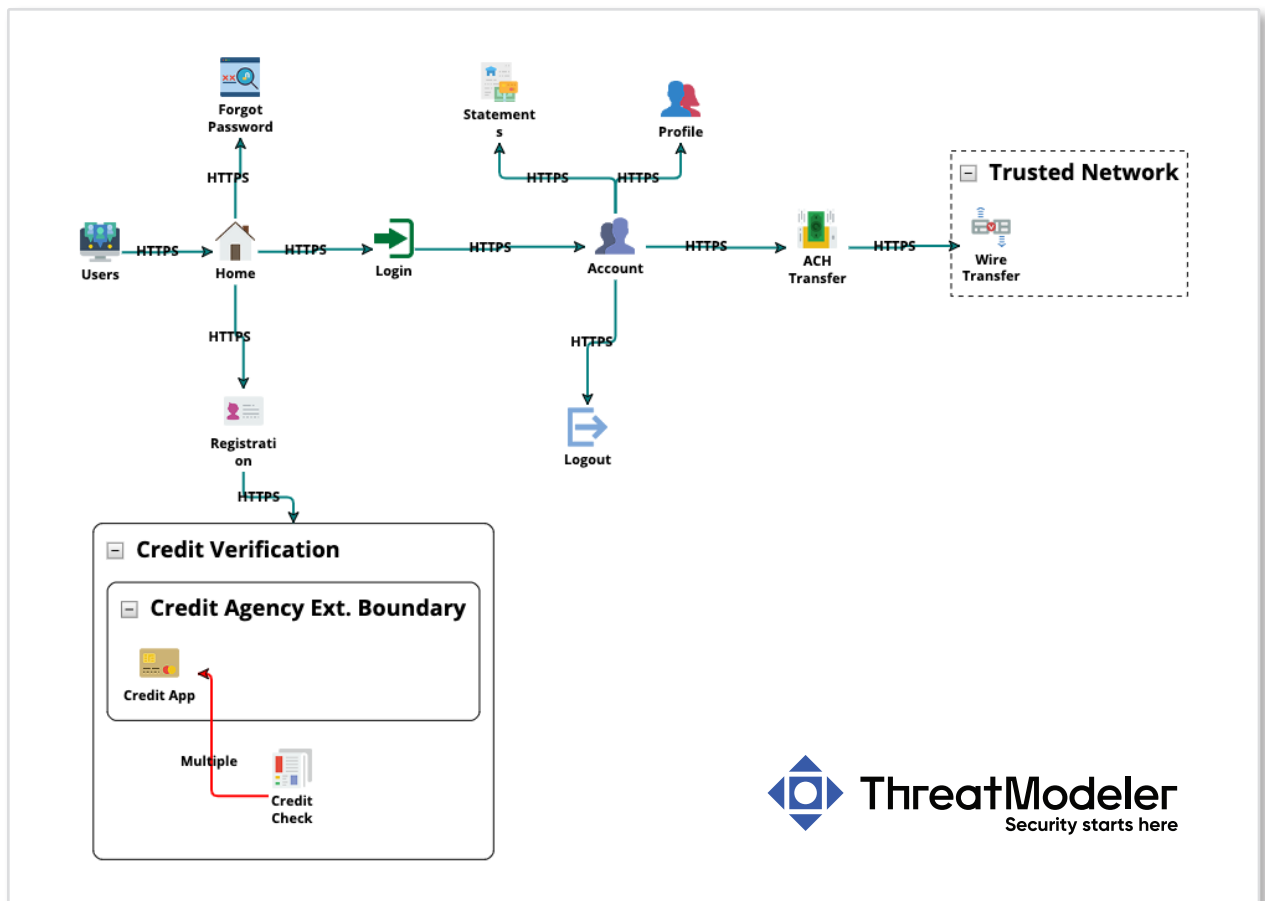 Forgot
Password
Statement
s
Profile
HTTPS
HTTPS
HTTPS
Trusted Network
Users
HTTPS
Home
HTTPS
Login
HTTPS
Account
HTTPS
ACH
Transfer
HTTPS
Wire
Transfer
HTTPS
HTTPS
Registrati
on
Logout
HTTPS
Credit Verification
Credit Agency Ext. Boundary
Credit App
Multiple
Credit
Check
ThreatModeler
Security starts here